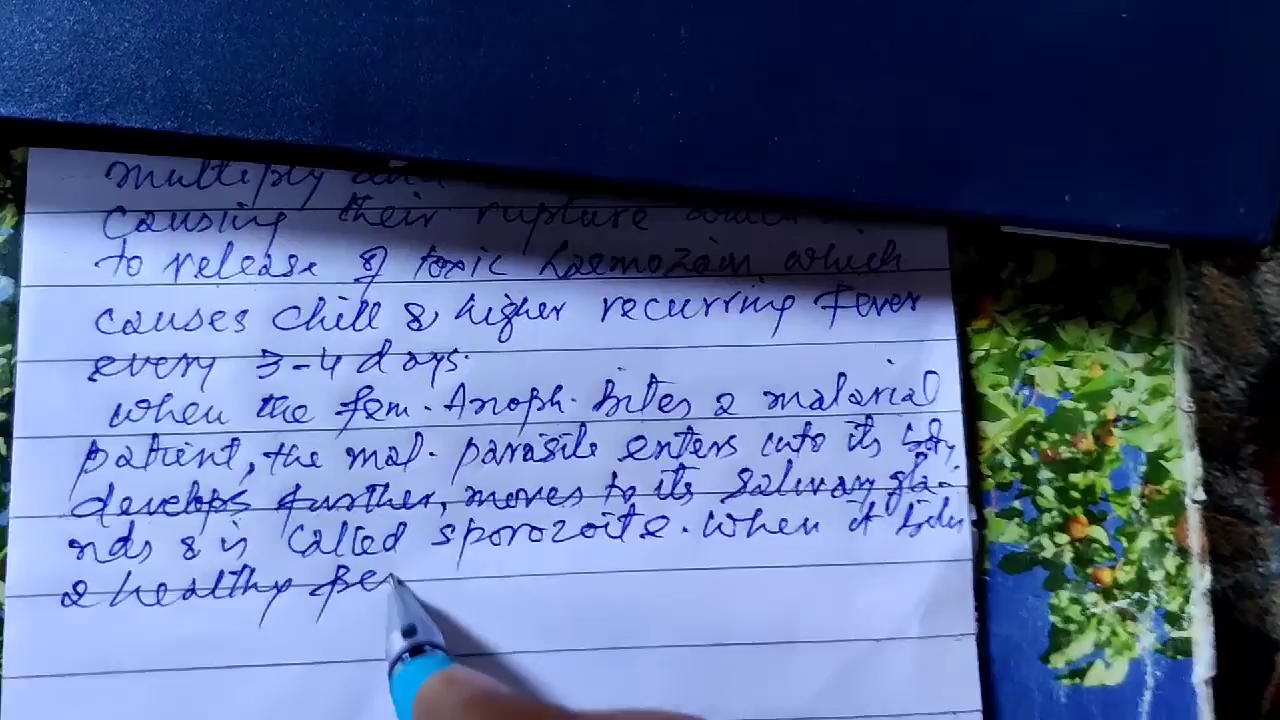 multiply
causing their rupture
to release of toxic haemozoin which
causes chill & higher recurring fever
every 3-4 days.
when the fem. Anoph. bites a malarial
patient, the mal. parasite enters into its body,
develops further, moves to its salivary gla-
nds & is called sporozoite. When it bites
a healthy per